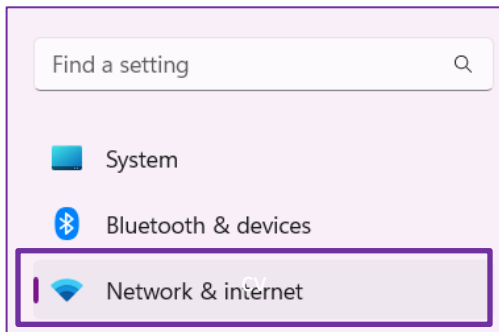 Find a setting
System
Bluetooth & devices
Network & internet